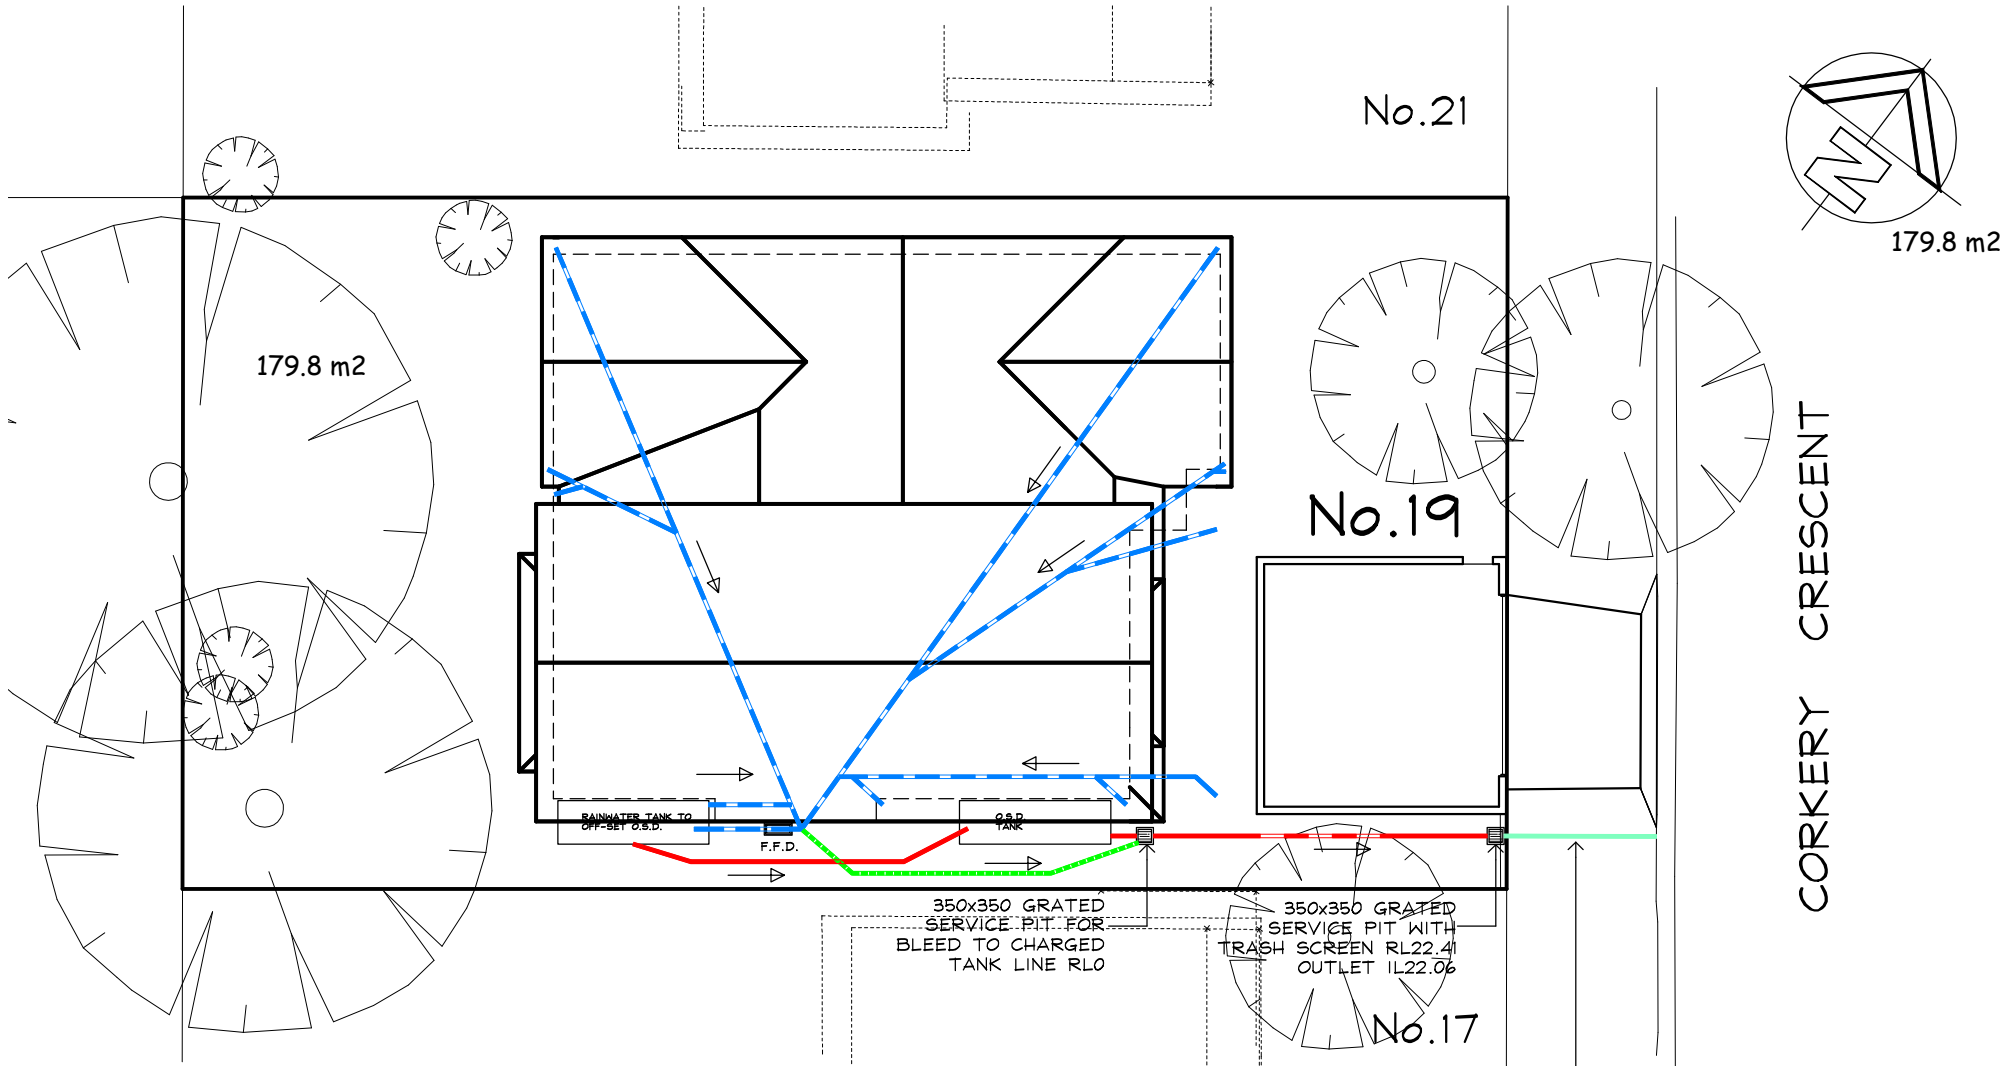 No.21
N
179.8 m2
179.8 m2
No.19
CORKERY CRESCENT
RAINWATER TANK TO
OFF-SET O.S.D.
O.S.D.
TANK
F.F.D.
350x350 GRATED
SERVICE PIT FOR
BLEED TO CHARGED
TANK LINE RL0
350x350 GRATED
SERVICE PIT WITH
TRASH SCREEN RL22.41
OUTLET IL22.06
No.17